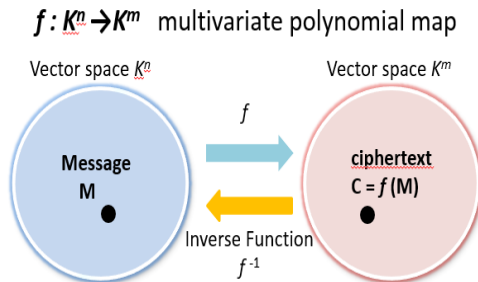 f : Kⁿ → Kᵐ multivariate polynomial map
Vector space Kⁿ
Vector space Kᵐ
f
Message
M
ciphertext
C = f (M)
Inverse Function
f⁻¹